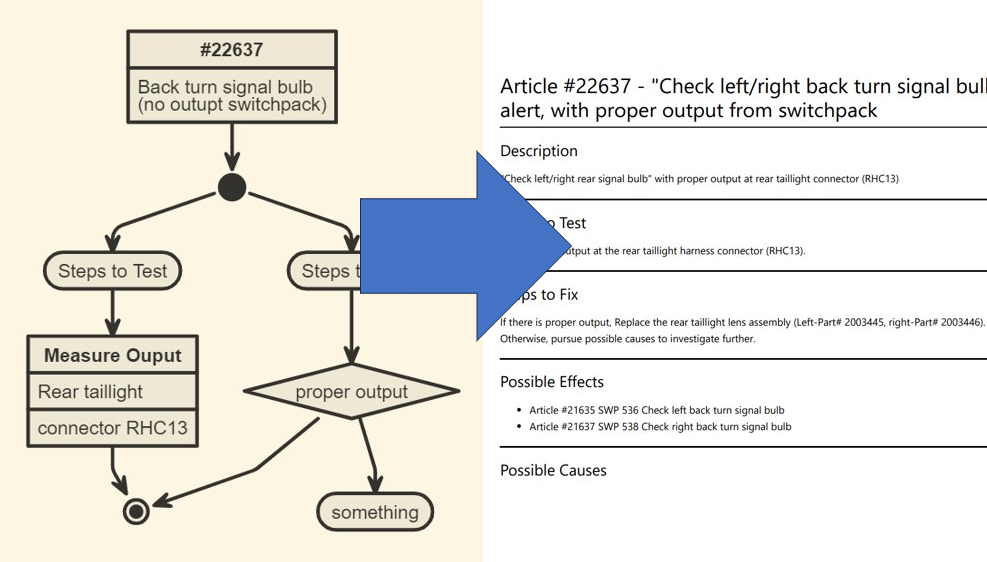 #22637
Back turn signal bulb
(no outupt switchpack)
Steps to Test
Steps t
Measure Ouput
Rear taillight
connector RHC13
proper output
something
Article #22637 - "Check left/right back turn signal bul
alert, with proper output from switchpack
Description
"Check left/right rear signal bulb" with proper output at rear taillight connector (RHC13)
to Test
output at the rear taillight harness connector (RHC13).
ps to Fix
If there is proper output, Replace the rear taillight lens assembly (Left-Part# 2003445, right-Part# 2003446).
Otherwise, pursue possible causes to investigate further.
Possible Effects
Article #21635 SWP 536 Check left back turn signal bulb
Article #21637 SWP 538 Check right back turn signal bulb
Possible Causes